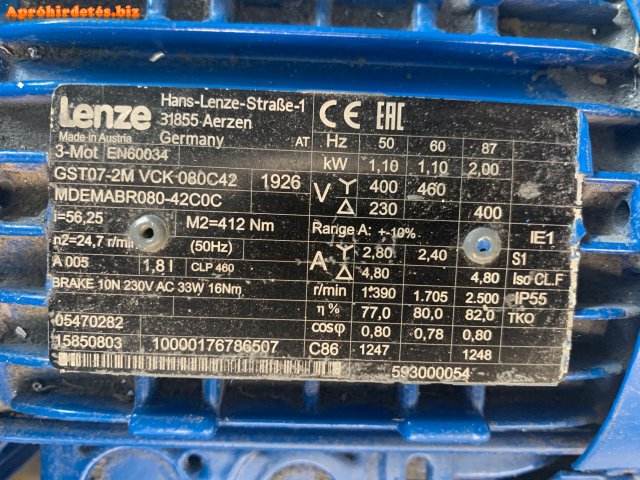 Apróhirdetés.biz
Lenze
Hans-Lenze-Straße-1
31855 Aerzen
Made in Austria Germany
3-Mot EN60034
GST07-2M VCK 080C42 1926
MDEMABR080-42C0C
i=56,25 M2=412 Nm
n2=24,7 r/min (50Hz)
A 005 1,8 l CLP 460
BRAKE 10N 230V AC 33W 16Nm
05470282
15850803 10000176786507 C86
CE EAC
AT Hz 50 60 87
kW 1,10 1,10 2,00
V Y 400 460
Δ 230 400
Range A: +-10% IE1
A Y 2,80 2,40 S1
Δ 4,80 4,80 Iso CL.F
r/min 1.390 1.705 2.500 IP55
η % 77,0 80,0 82,0 TKO
cosφ 0,80 0,78 0,80
1247 1248
593000054